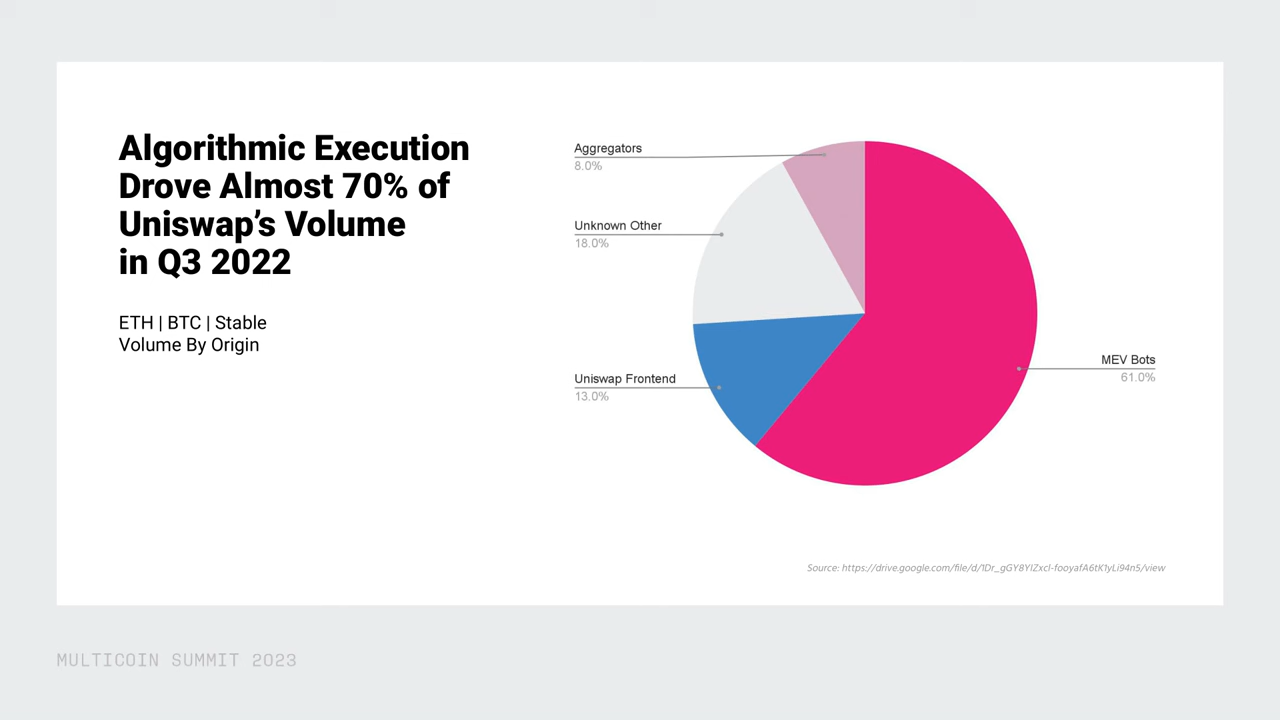 Algorithmic Execution
Drove Almost 70% of
Uniswap's Volume
in Q3 2022
ETH | BTC | Stable
Volume By Origin
Aggregators
8.0%
Unknown Other
18.0%
Uniswap Frontend
13.0%
MEV Bots
61.0%
Source: https://drive.google.com/file/d/1Dr_gGY8YlZxcl-fooyafA6tK1yLi94n5/view
MULTICOIN SUMMIT 2023